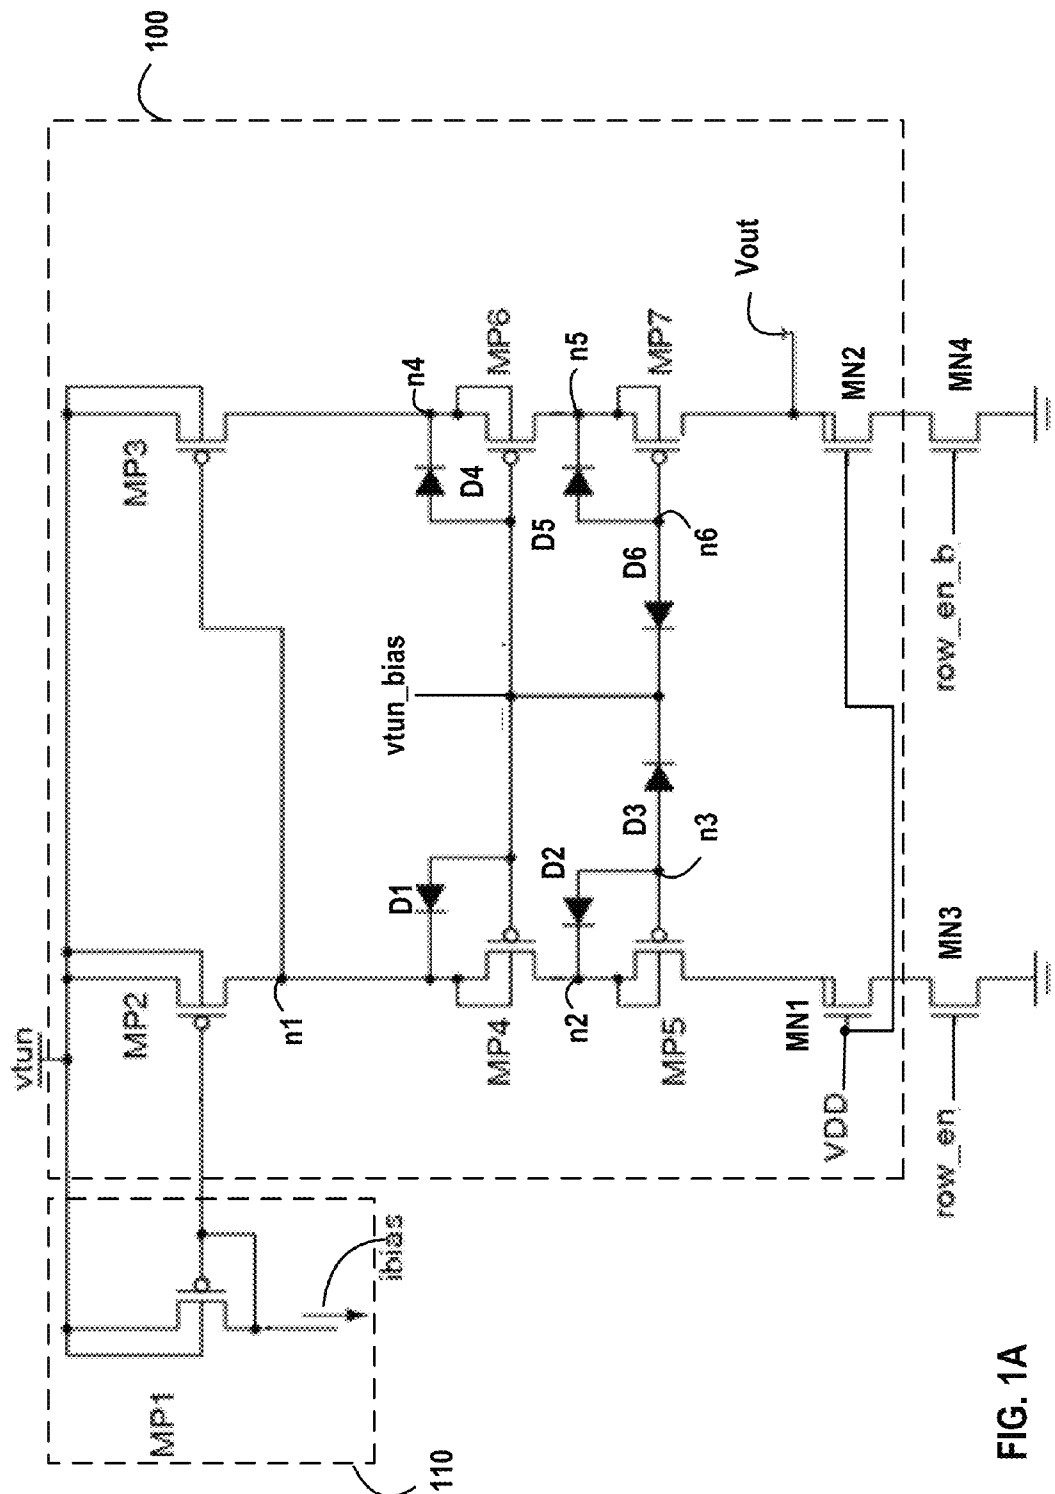 100
vtun
MP3
MP2
MP1
n4
n1
MP6
D4
D1
MP4
ibias
110
vtun_bias
n5
D5
D2
n2
MP7
D6
D3
MP5
n6
n3
Vout
MN2
MN1
VDD
MN4
MN3
row_en_b
row_en
FIG. 1A